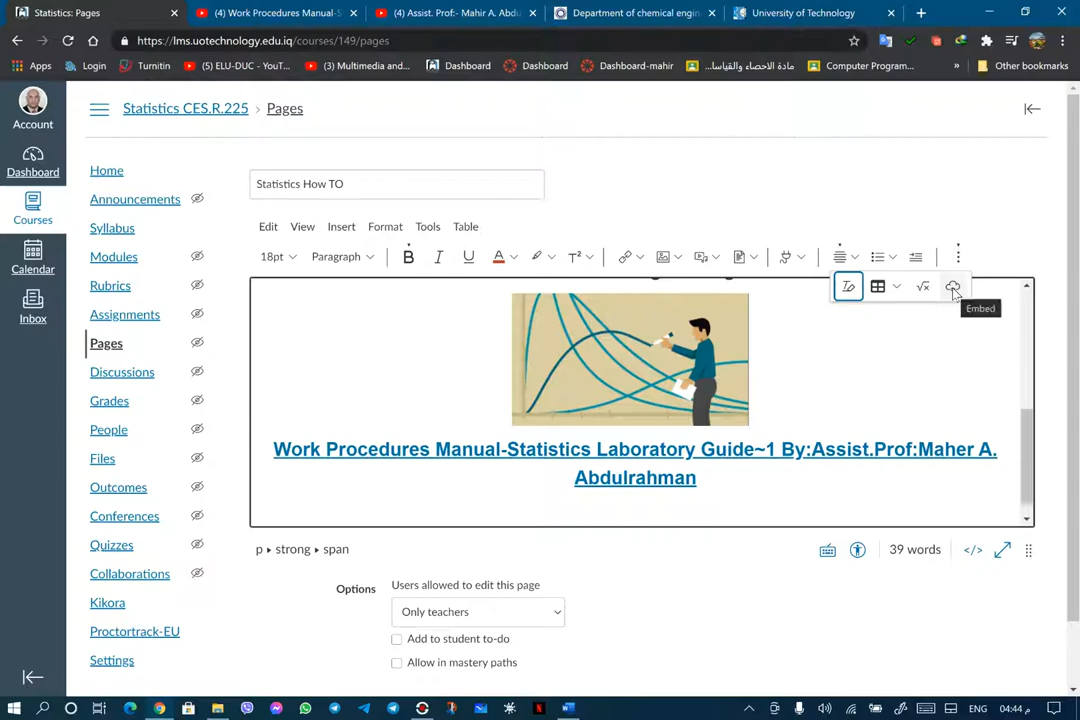 Statistics: Pages
(4) Work Procedures Manual-S
(4) Assist. Prof:- Mahir A. Abdu
Department of chemical engin
University of Technology
https://lms.uotechnology.edu.iq/courses/149/pages
Apps
Login
Turnitin
(5) ELU-DUC - YouT...
(3) Multimedia and...
Dashboard
Dashboard
Dashboard-mahir
مادة الاحصاء والقياسا...
Computer Program...
»
Other bookmarks
Account
Dashboard
Courses
Calendar
Inbox
Statistics CES.R.225 > Pages
Home
Announcements
Syllabus
Modules
Rubrics
Assignments
Pages
Discussions
Grades
People
Files
Outcomes
Conferences
Quizzes
Collaborations
Kikora
Proctortrack-EU
Settings
Statistics How TO
Edit View Insert Format Tools Table
18pt Paragraph B I U A T²
√x
Embed
Work Procedures Manual-Statistics Laboratory Guide~1 By:Assist.Prof:Maher A.
Abdulrahman
p ▸ strong ▸ span
39 words </>
Options
Users allowed to edit this page
Only teachers
Add to student to-do
Allow in mastery paths
ENG
04:44 م